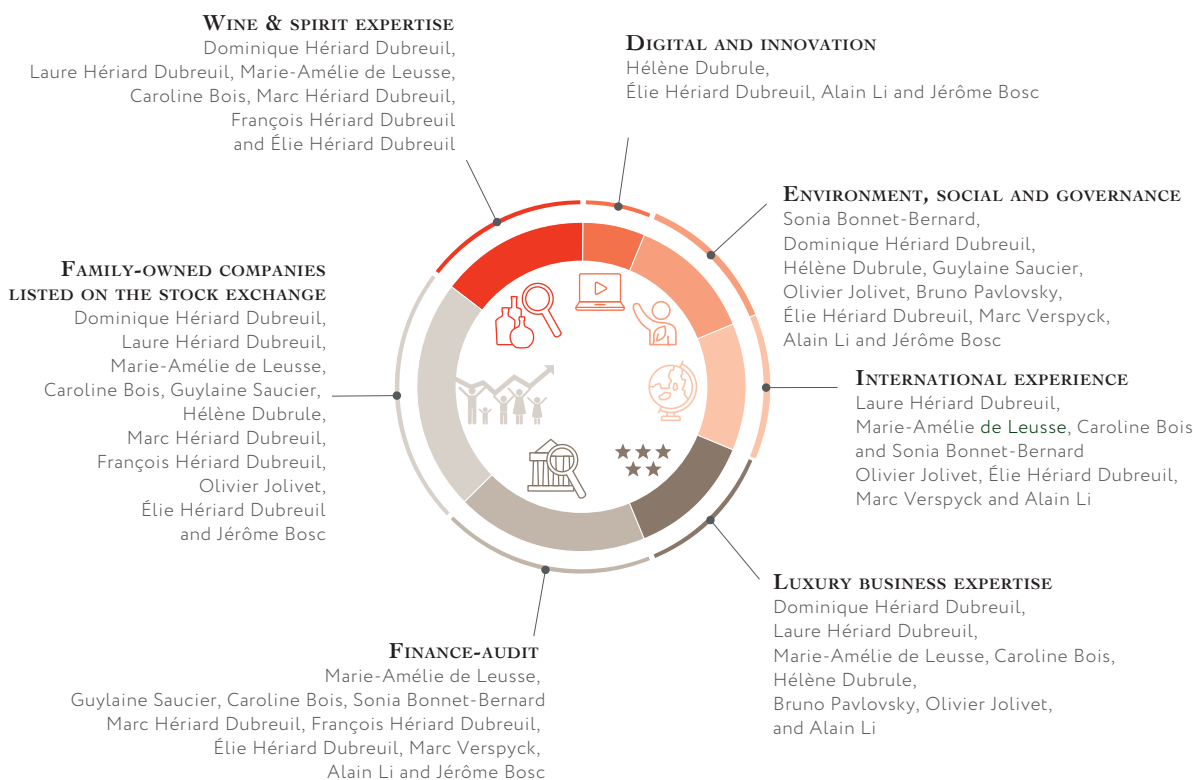 WINE & SPIRIT EXPERTISE
Dominique Hériard Dubreuil,
Laure Hériard Dubreuil, Marie-Amélie de Leusse,
Caroline Bois, Marc Hériard Dubreuil,
François Hériard Dubreuil
and Élie Hériard Dubreuil
DIGITAL AND INNOVATION
Hélène Dubrule,
Élie Hériard Dubreuil, Alain Li and Jérôme Bosc
ENVIRONMENT, SOCIAL AND GOVERNANCE
Sonia Bonnet-Bernard,
Dominique Hériard Dubreuil,
Hélène Dubrule, Guylaine Saucier,
Olivier Jolivet, Bruno Pavlovsky,
Élie Hériard Dubreuil, Marc Verspyck,
Alain Li and Jérôme Bosc
FAMILY-OWNED COMPANIES
LISTED ON THE STOCK EXCHANGE
Dominique Hériard Dubreuil,
Laure Hériard Dubreuil,
Marie-Amélie de Leusse,
Caroline Bois, Guylaine Saucier,
Hélène Dubrule,
Marc Hériard Dubreuil,
François Hériard Dubreuil,
Olivier Jolivet,
Élie Hériard Dubreuil
and Jérôme Bosc
INTERNATIONAL EXPERIENCE
Laure Hériard Dubreuil,
Marie-Amélie de Leusse, Caroline Bois
and Sonia Bonnet-Bernard
Olivier Jolivet, Élie Hériard Dubreuil,
Marc Verspyck and Alain Li
LUXURY BUSINESS EXPERTISE
Dominique Hériard Dubreuil,
Laure Hériard Dubreuil,
Marie-Amélie de Leusse, Caroline Bois,
Hélène Dubrule,
Bruno Pavlovsky, Olivier Jolivet,
and Alain Li
FINANCE-AUDIT
Marie-Amélie de Leusse,
Guylaine Saucier, Caroline Bois, Sonia Bonnet-Bernard
Marc Hériard Dubreuil, François Hériard Dubreuil,
Élie Hériard Dubreuil, Marc Verspyck,
Alain Li and Jérôme Bosc